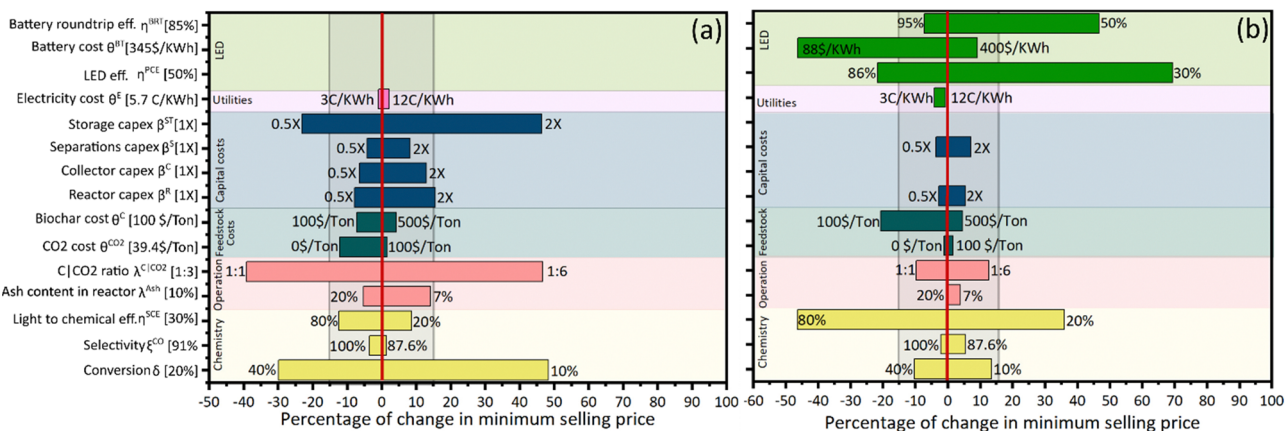 Battery roundtrip eff. η^BRT [85%]
Battery cost θ^BT [345$/KWh]
LED eff. η^PCE [50%]
Electricity cost θ^E [5.7 C/KWh]
Storage capex β^ST [1X]
Separations capex β^S [1X]
Collector capex β^C [1X]
Reactor capex β^R [1X]
Biochar cost θ^C [100 $/Ton]
CO2 cost θ^CO2 [39.4$/Ton]
C|CO2 ratio λ^C|CO2 [1:3]
Ash content in reactor λ^Ash [10%]
Light to chemical eff. η^SCE [30%]
Selectivity ξ^CO [91%
Conversion δ [20%]
(a)
LED
Utilities
Capital costs
Feedstock
Costs
Operation
Chemistry
3C/KWh 12C/KWh
0.5X 2X
0.5X 2X
0.5X 2X
0.5X 2X
100$/Ton 500$/Ton
0$/Ton 100$/Ton
1:1 1:6
20% 7%
80% 20%
100% 87.6%
40% 10%
-50 -40 -30 -20 -10 0 10 20 30 40 50 60 70 80 90 100
Percentage of change in minimum selling price
(b)
LED
Utilities
Capital costs
Feedstock
Costs
Operation
Chemistry
95% 50%
88$/KWh 400$/KWh
86% 30%
3C/KWh 12C/KWh
0.5X 2X
0.5X 2X
100$/Ton 500$/Ton
0 $/Ton 100 $/Ton
1:1 1:6
20% 7%
80% 20%
100% 87.6%
40% 10%
-60 -50 -40 -30 -20 -10 0 10 20 30 40 50 60 70 80 90 100
Percentage of change in minimum selling price